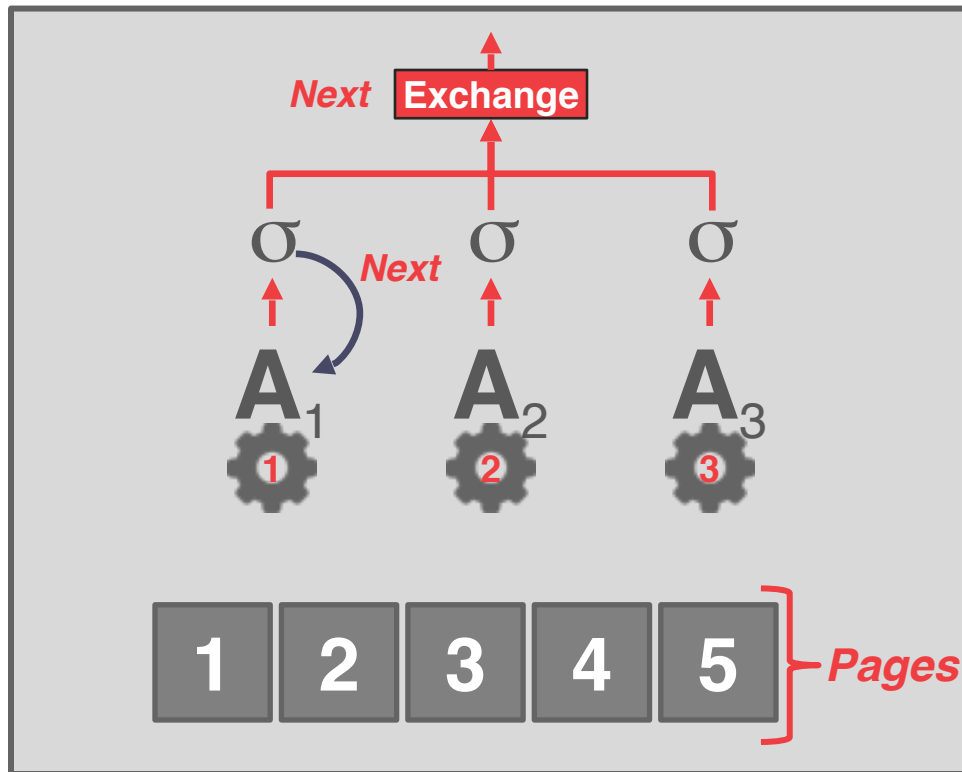 Next Exchange
σ σ σ
Next
A1 A2 A3
1 2 3
1 2 3 4 5 Pages